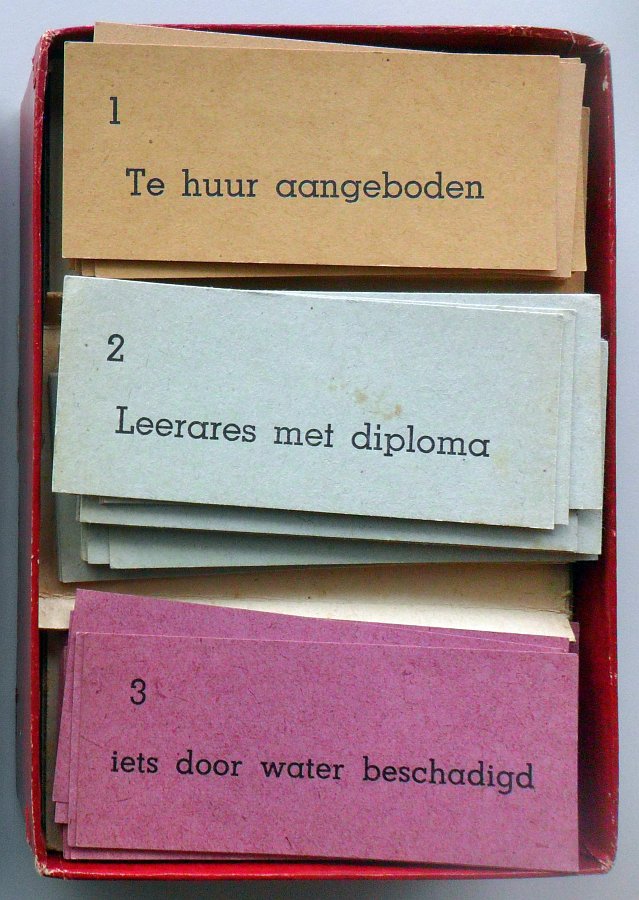 1
Te huur aangeboden
2
Leerares met diploma
3
iets door water beschadigd